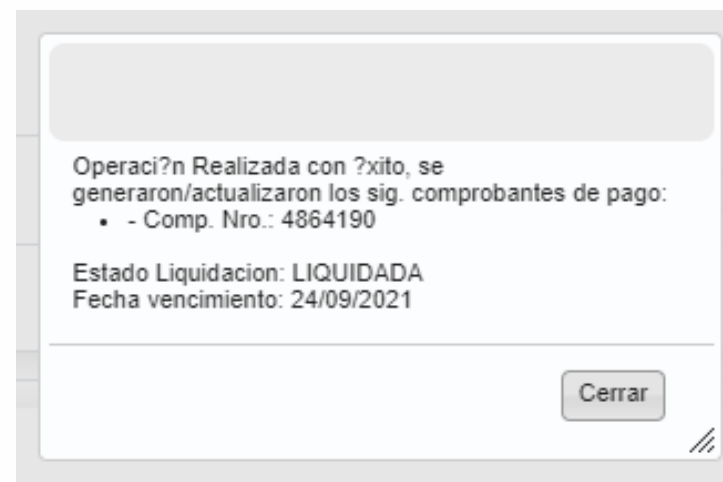 Operaci?n Realizada con ?xito, se
generaron/actualizaron los sig. comprobantes de pago:
• - Comp. Nro.: 4864190
Estado Liquidacion: LIQUIDADA
Fecha vencimiento: 24/09/2021
Cerrar